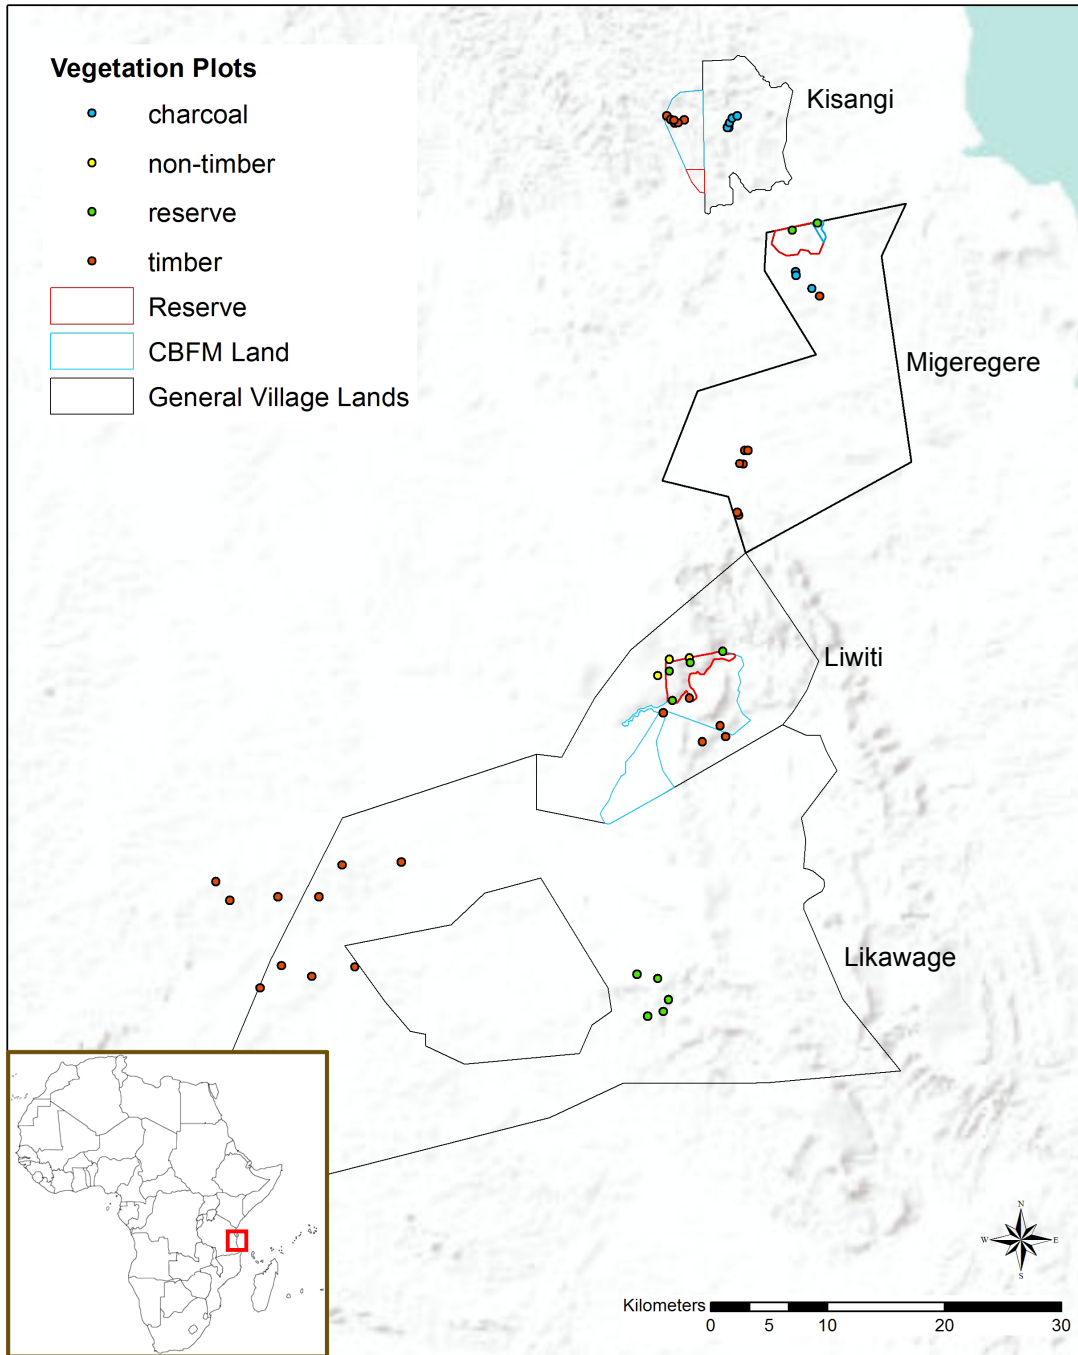 Vegetation Plots
charcoal
non-timber
reserve
timber
Reserve
CBFM Land
General Village Lands
Kisangi
Migeregere
Liwiti
Likawage
N
W E
S
Kilometers
0 5 10 20 30